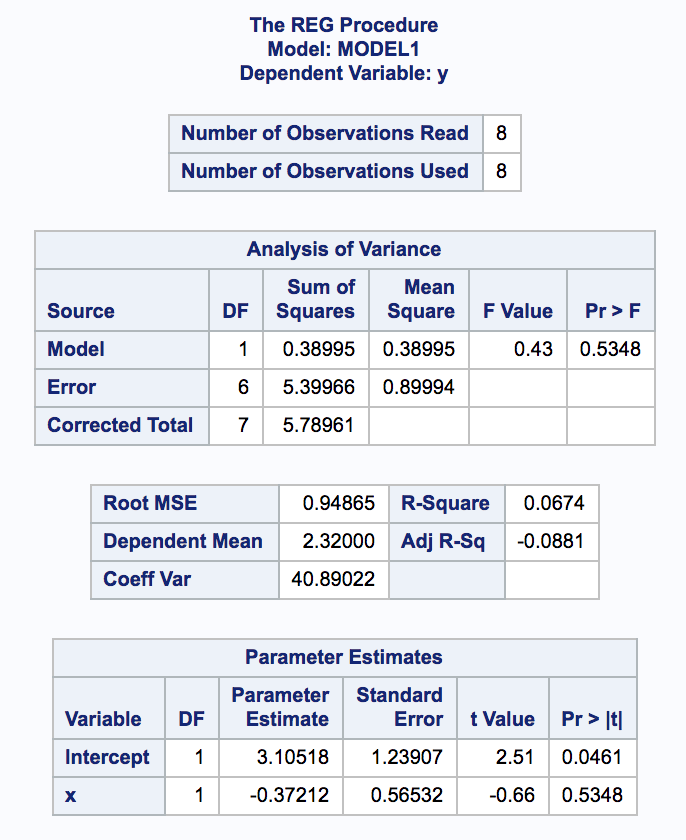 The REG Procedure
Model: MODEL1
Dependent Variable: y
Number of Observations Read 8
Number of Observations Used 8
Analysis of Variance
Source DF Sum of Squares Mean Square F Value Pr > F
Model 1 0.38995 0.38995 0.43 0.5348
Error 6 5.39966 0.89994
Corrected Total 7 5.78961
Root MSE 0.94865 R-Square 0.0674
Dependent Mean 2.32000 Adj R-Sq -0.0881
Coeff Var 40.89022
Parameter Estimates
Variable DF Parameter Estimate Standard Error t Value Pr > |t|
Intercept 1 3.10518 1.23907 2.51 0.0461
x 1 -0.37212 0.56532 -0.66 0.5348